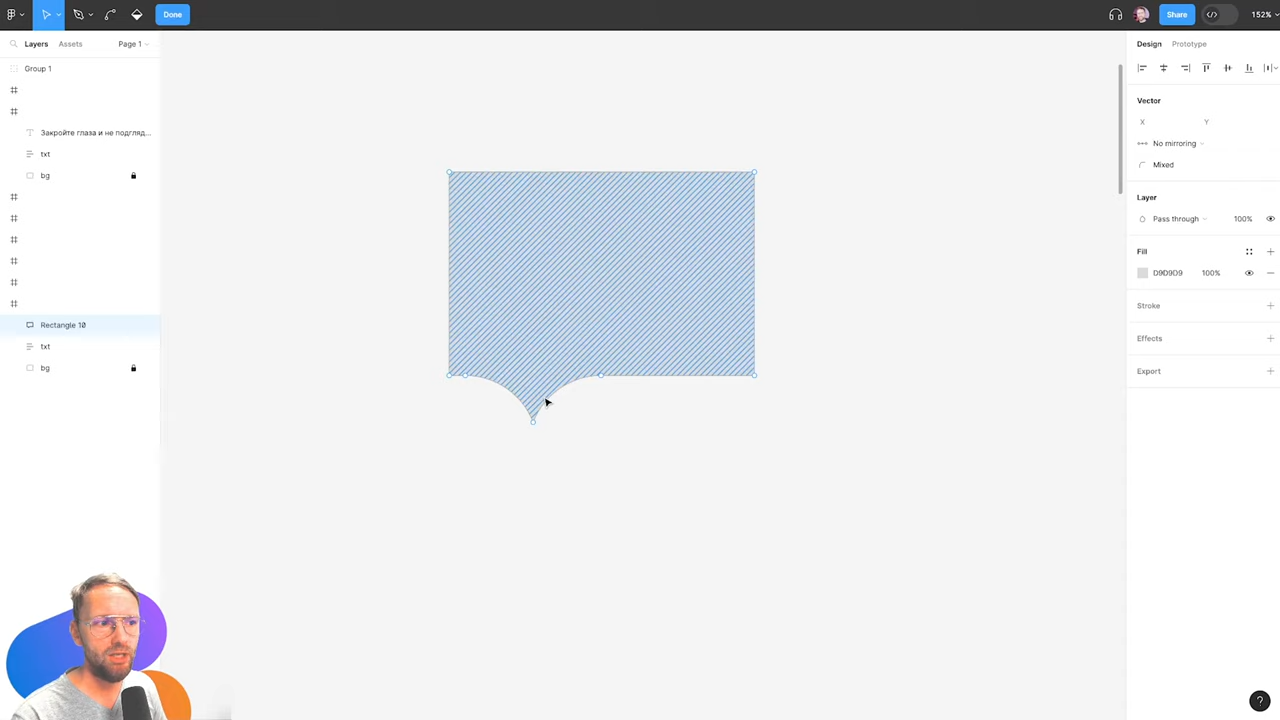 Done
Share
152%
Layers
Assets
Page 1
Design
Prototype
Group 1
Vector
X
Y
Закройте глаза и не подгляд...
No mirroring
txt
Mixed
bg
Layer
Pass through
100%
Fill
D9D9D9
100%
Stroke
Rectangle 10
Effects
txt
bg
Export
?